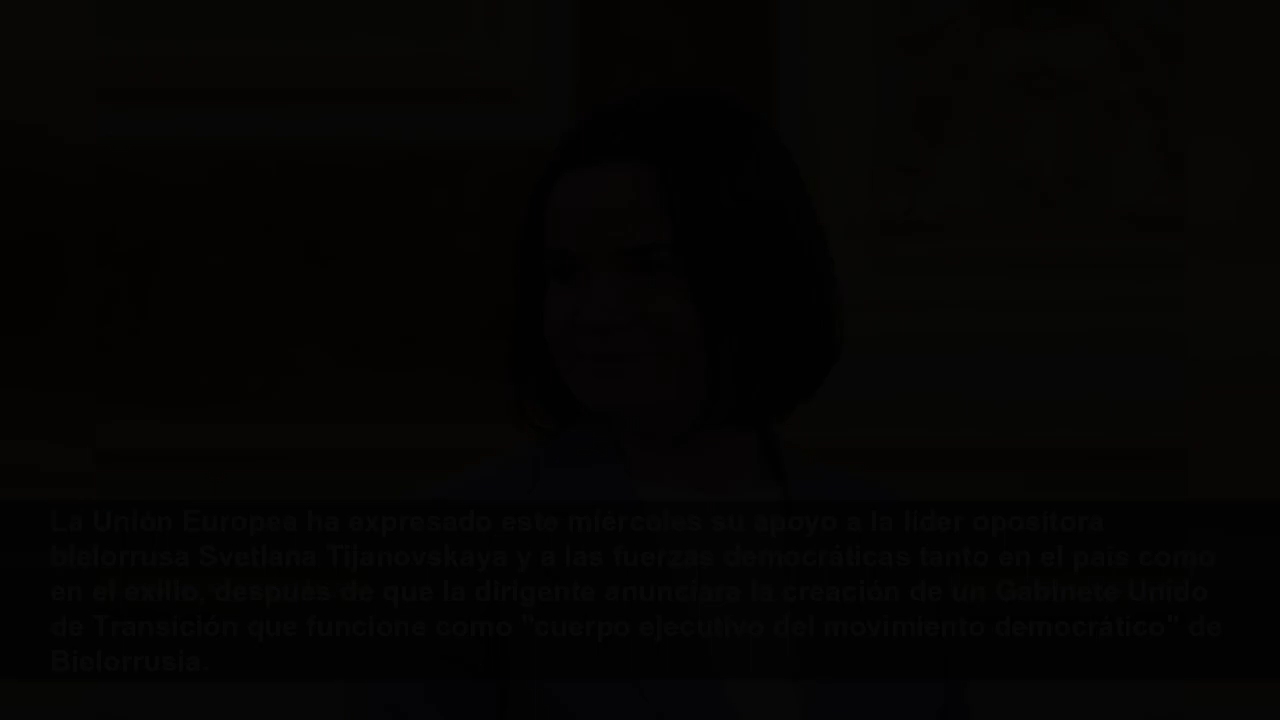 La Unión Europea ha expresado este miércoles su apoyo a la líder opositora
bielorrusa Svetlana Tijanovskaya y a las fuerzas democráticas tanto en el país como
en el exilio, después de que la dirigente anunciara la creación de un Gabinete Unido
de Transición que funcione como "cuerpo ejecutivo del movimiento democrático" de
Bielorrusia.